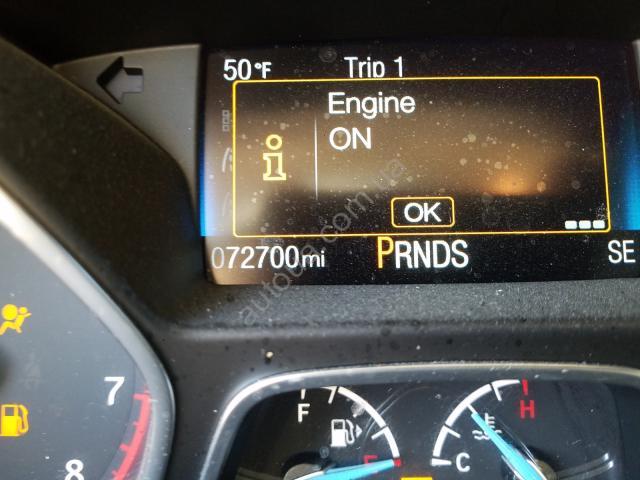 50°F Trip 1
Engine
ON
i
OK
072700mi PRNDS SE
7
8
F
E
H
C